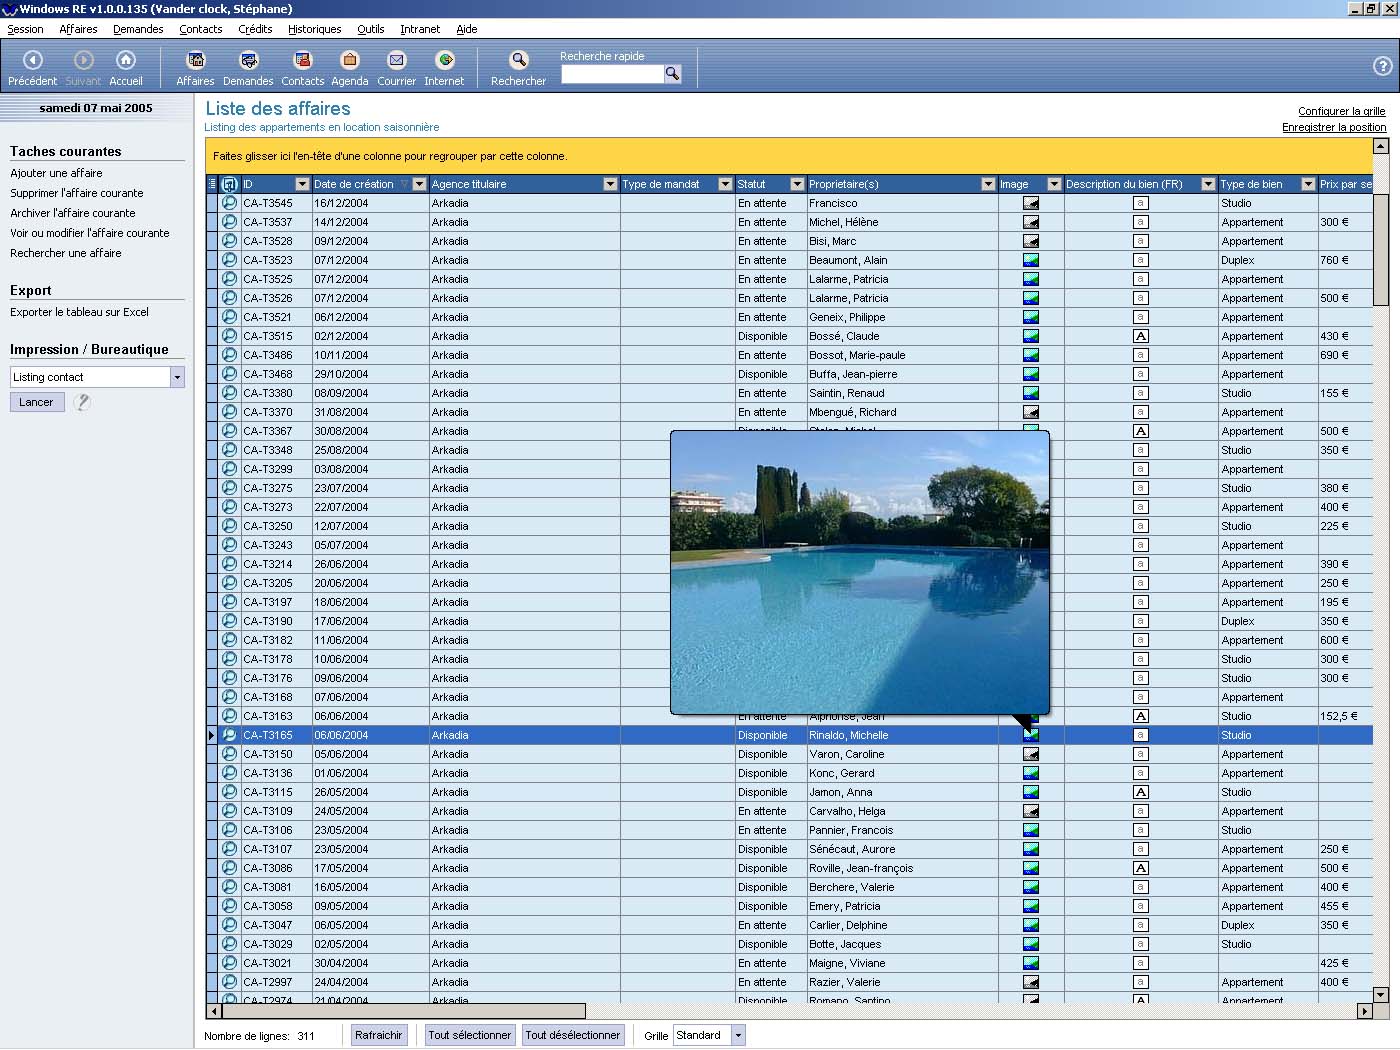 Windows RE v1.0.0.135 (Vander clock, Stéphane)
Session Affaires Demandes Contacts Crédits Historiques Outils Intranet Aide
Précédent Suivant Accueil Affaires Demandes Contacts Agenda Courrier Internet Rechercher Recherche rapide
samedi 07 mai 2005
Liste des affaires
Listing des appartements en location saisonnière
Configurer la grille
Enregistrer la position
Taches courantes
Ajouter une affaire
Supprimer l'affaire courante
Archiver l'affaire courante
Voir ou modifier l'affaire courante
Rechercher une affaire
Export
Exporter le tableau sur Excel
Impression / Bureautique
Listing contact
Lancer
Faites glisser ici l'en-tête d'une colonne pour regrouper par cette colonne.
ID Date de création Agence titulaire Type de mandat Statut Proprietaire(s) Image Description du bien (FR) Type de bien Prix par se
CA-T3545 16/12/2004 Arkadia En attente Francisco a Studio
CA-T3537 14/12/2004 Arkadia En attente Michel, Hélène a Appartement 300 €
CA-T3528 09/12/2004 Arkadia En attente Bisi, Marc a Appartement
CA-T3523 07/12/2004 Arkadia En attente Beaumont, Alain a Duplex 760 €
CA-T3525 07/12/2004 Arkadia En attente Lalarme, Patricia a Appartement
CA-T3526 07/12/2004 Arkadia En attente Lalarme, Patricia a Appartement 500 €
CA-T3521 06/12/2004 Arkadia En attente Geneix, Philippe a Appartement
CA-T3515 02/12/2004 Arkadia Disponible Bossé, Claude A Appartement 430 €
CA-T3486 10/11/2004 Arkadia En attente Bossot, Marie-paule a Appartement 690 €
CA-T3468 29/10/2004 Arkadia Disponible Buffa, Jean-pierre a Appartement
CA-T3380 08/09/2004 Arkadia En attente Saintin, Renaud a Studio 155 €
CA-T3370 31/08/2004 Arkadia En attente Mbengué, Richard a Appartement
CA-T3367 30/08/2004 Arkadia Disponible A Appartement 500 €
CA-T3348 25/08/2004 Arkadia a Studio 350 €
CA-T3299 03/08/2004 Arkadia a Appartement
CA-T3275 23/07/2004 Arkadia a Studio 380 €
CA-T3273 22/07/2004 Arkadia a Appartement 400 €
CA-T3250 12/07/2004 Arkadia a Studio 225 €
CA-T3243 05/07/2004 Arkadia a Appartement
CA-T3214 26/06/2004 Arkadia a Appartement 390 €
CA-T3205 20/06/2004 Arkadia a Appartement 250 €
CA-T3197 18/06/2004 Arkadia a Appartement 195 €
CA-T3190 17/06/2004 Arkadia a Duplex 350 €
CA-T3182 11/06/2004 Arkadia a Appartement 600 €
CA-T3178 10/06/2004 Arkadia a Studio 300 €
CA-T3176 09/06/2004 Arkadia a Studio 300 €
CA-T3168 07/06/2004 Arkadia a Appartement
CA-T3163 06/06/2004 Arkadia En attente Alphonse, Jean A Studio 152,5 €
CA-T3165 06/06/2004 Arkadia Disponible Rinaldo, Michelle a Studio
CA-T3150 02/06/2004 Arkadia Disponible Varon, Caroline a Appartement
CA-T3136 01/06/2004 Arkadia Disponible Konc, Gerard a Appartement
CA-T3115 26/05/2004 Arkadia Disponible Jamon, Anna A Studio
CA-T3109 24/05/2004 Arkadia En attente Carvalho, Helga a Appartement
CA-T3106 23/05/2004 Arkadia En attente Pannier, Francois a Studio
CA-T3107 23/05/2004 Arkadia Disponible Sénécaut, Aurore a Appartement 250 €
CA-T3086 17/05/2004 Arkadia Disponible Roville, Jean-françois A Appartement 500 €
CA-T3081 16/05/2004 Arkadia Disponible Berchere, Valerie a Appartement 400 €
CA-T3058 09/05/2004 Arkadia Disponible Emery, Patricia a Appartement 455 €
CA-T3047 06/05/2004 Arkadia En attente Carlier, Delphine a Duplex 350 €
CA-T3029 02/05/2004 Arkadia Disponible Botte, Jacques a Studio
CA-T3021 30/04/2004 Arkadia En attente Maigne, Viviane a 425 €
CA-T2997 24/04/2004 Arkadia En attente Razier, Valerie a Appartement 400 €
CA-T2974 21/04/2004 Arkadia Disponible Romano, Santino A Appartement
Nombre de lignes: 311 Rafraichir Tout sélectionner Tout désélectionner Grille Standard